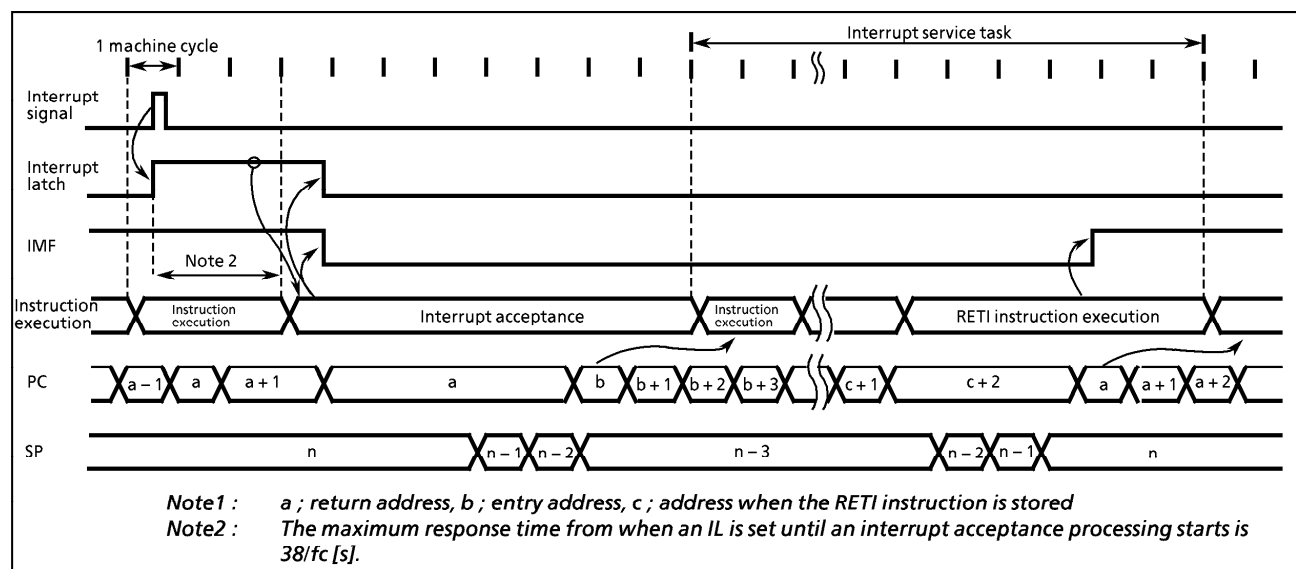 Interrupt service task
1 machine cycle
Interrupt
signal
Interrupt
latch
IMF
Note 2
Instruction
execution
Instruction
execution
Interrupt acceptance
Instruction
execution
RETI instruction execution
PC
a – 1
a
a + 1
a
b
b + 1
b + 2
b + 3
c + 1
c + 2
a
a + 1
a + 2
SP
n
n – 1
n – 2
n – 3
n – 2
n – 1
n
Note1 : a ; return address, b ; entry address, c ; address when the RETI instruction is stored
Note2 : The maximum response time from when an IL is set until an interrupt acceptance processing starts is
38/fc [s].